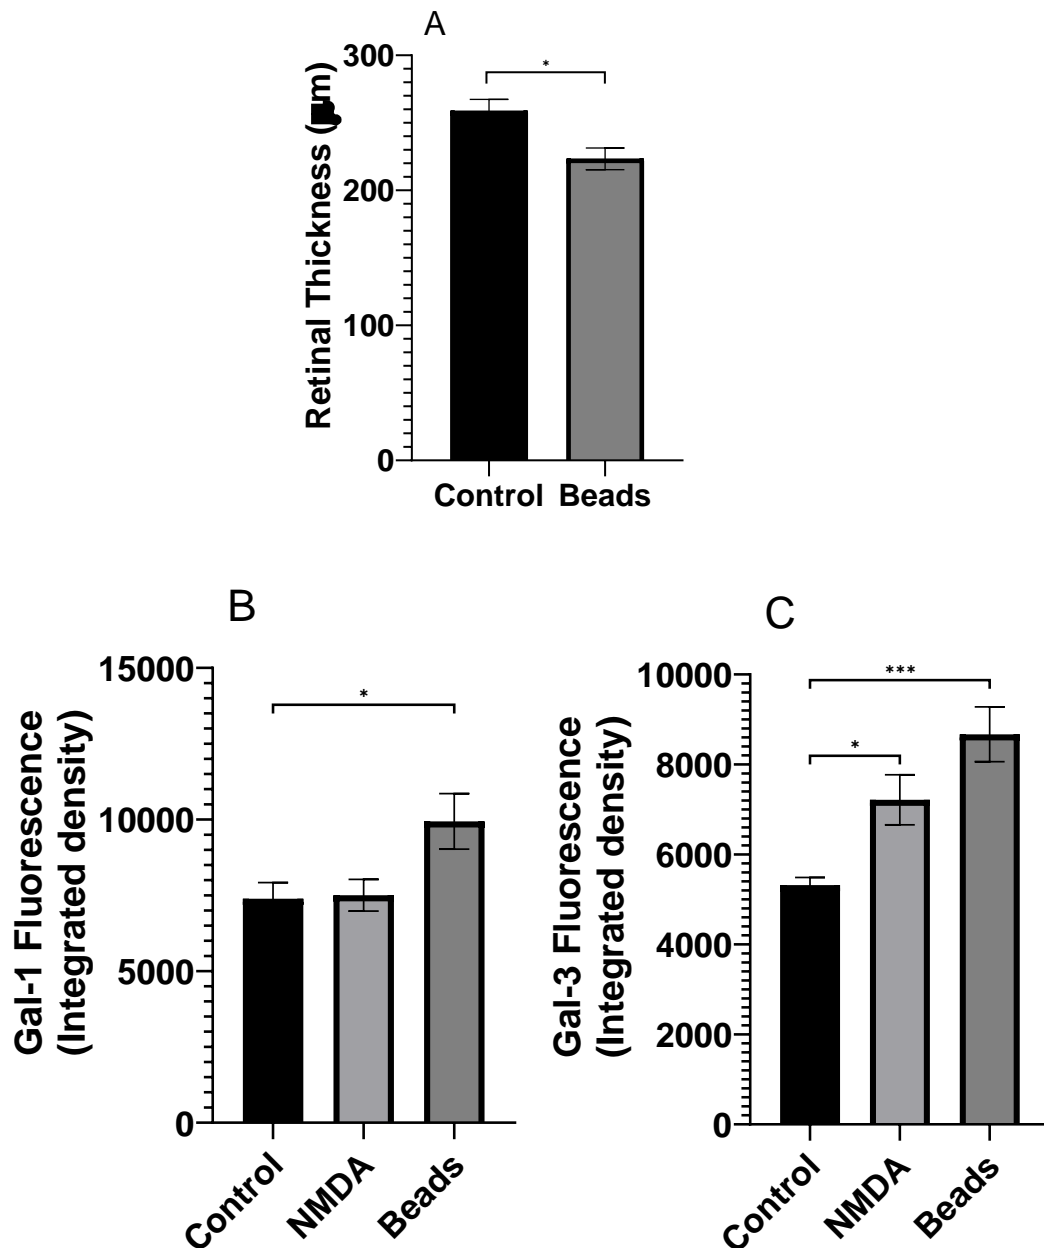 A
300
200
100
0
Retinal Thickness (
m)
*
Control Beads
B
15000
10000
5000
0
Gal-1 Fluorescence
(Integrated density)
*
Control
NMDA
Beads
C
10000
8000
6000
4000
2000
0
Gal-3 Fluorescence
(Integrated density)
***
*
Control
NMDA
Beads